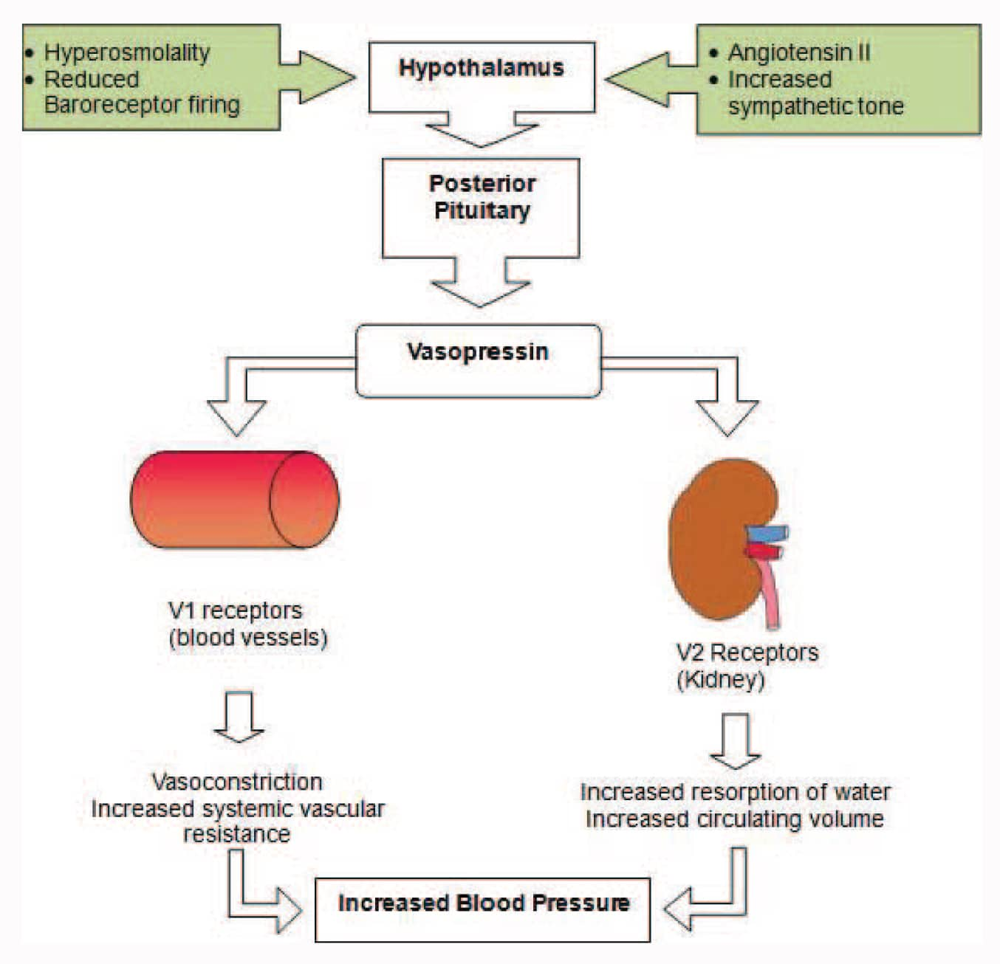 • Hyperosmolality
• Reduced
Baroreceptor firing
Hypothalamus
• Angiotensin II
• Increased
sympathetic tone
Posterior
Pituitary
Vasopressin
V1 receptors
(blood vessels)
V2 Receptors
(Kidney)
Vasoconstriction
Increased systemic vascular
resistance
Increased resorption of water
Increased circulating volume
Increased Blood Pressure